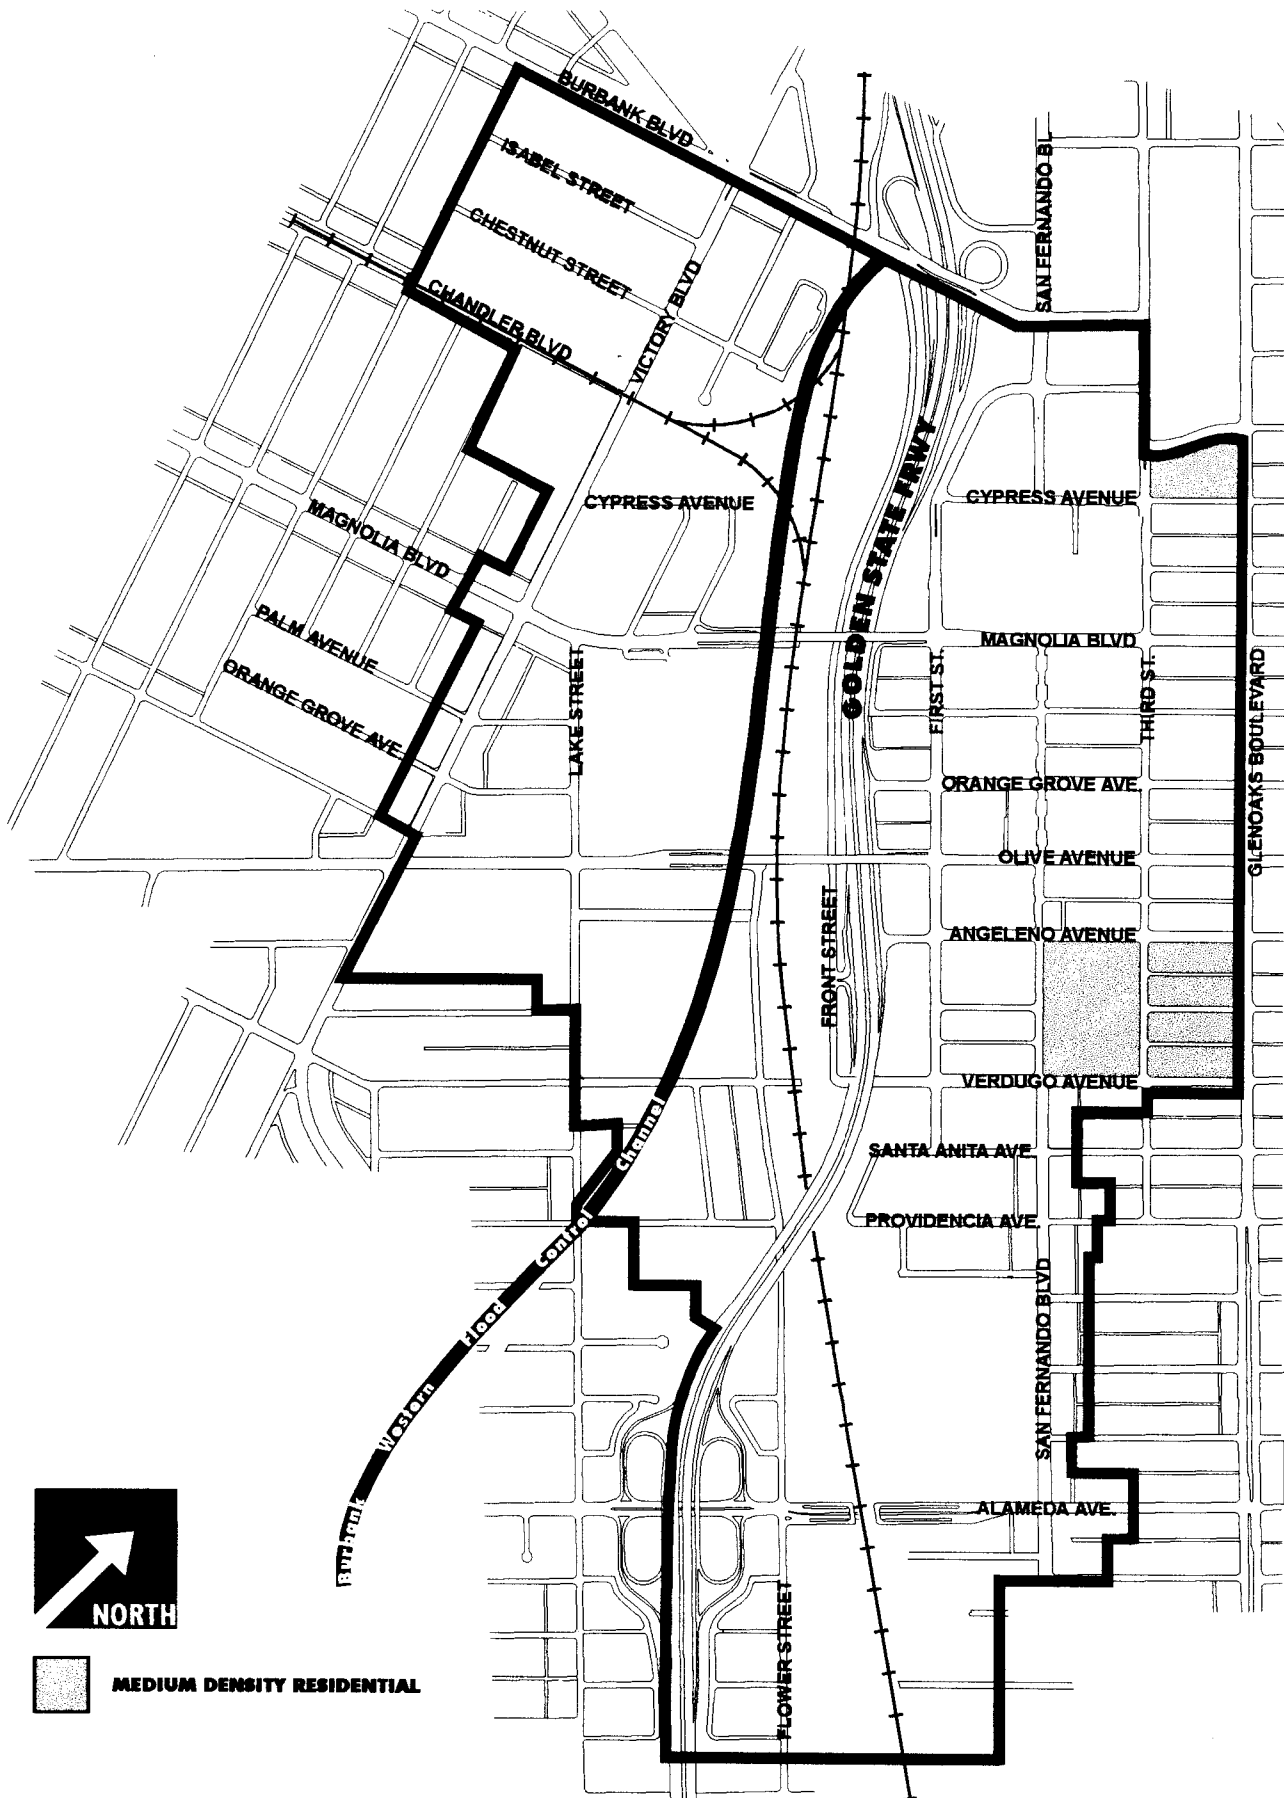 BURBANK BLVD
ISABEL STREET
CHESTNUT STREET
CHANDLER BLVD
VICTORY BLVD
SAN FERNANDO BL
CYPRESS AVENUE
CYPRESS AVENUE
GOLDEN STATE FRWY
MAGNOLIA BLVD
MAGNOLIA BLVD
PALM AVENUE
ORANGE GROVE AVE.
LAKE STREET
FIRST ST.
THIRD ST.
GLENOAKS BOULEVARD
ORANGE GROVE AVE.
OLIVE AVENUE
FRONT STREET
ANGELENO AVENUE
VERDUGO AVENUE
SANTA ANITA AVE.
PROVIDENCIA AVE.
SAN FERNANDO BLVD
Burbank Western Flood Control Channel
ALAMEDA AVE.
FLOWER STREET
NORTH
MEDIUM DENSITY RESIDENTIAL